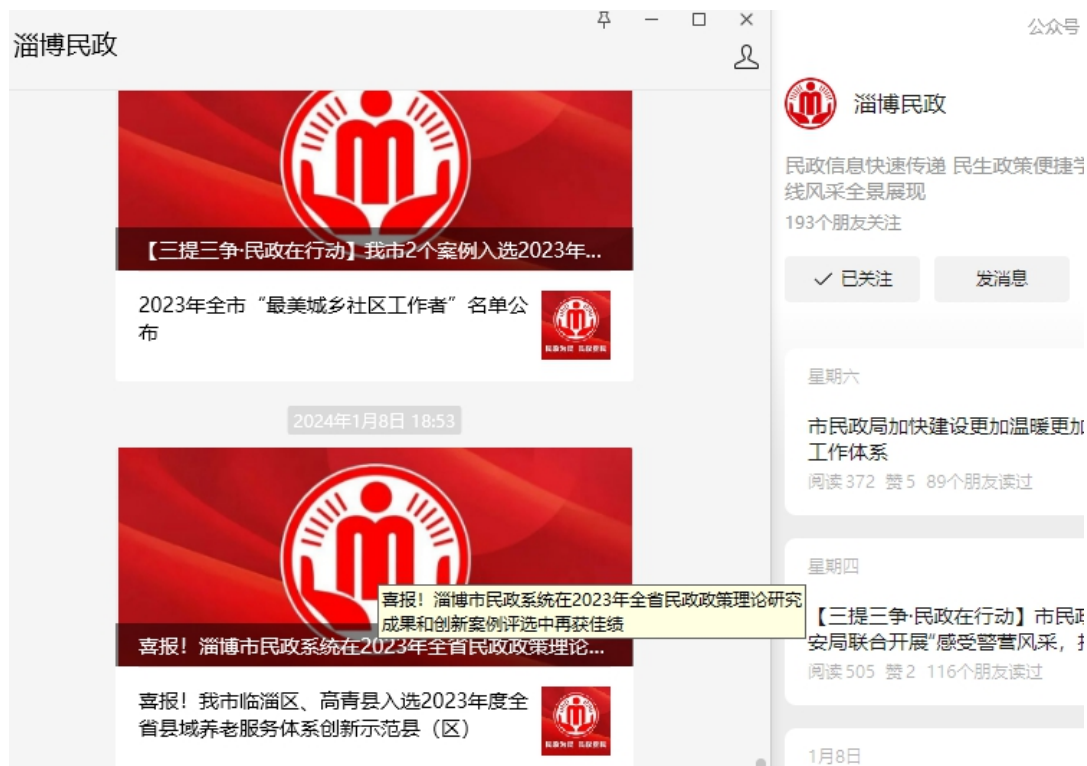 淄博民政
【三提三争·民政在行动】我市2个案例入选2023年...
2023年全市“最美城乡社区工作者”名单公
布
2024年1月8日 18:53
喜报！淄博市民政系统在2023年全省民政政策理论研究
成果和创新案例评选中再获佳绩
喜报！淄博市民政系统在2023年全省民政政策理论...
喜报！我市临淄区、高青县入选2023年度全
省县域养老服务体系创新示范县（区）
公众号
淄博民政
民政信息快速传递 民生政策便捷学
线风采全景展现
193个朋友关注
已关注
发消息
星期六
市民政局加快建设更加温暖更加
工作体系
阅读 372 赞 5 89个朋友读过
星期四
【三提三争·民政在行动】市民政
安局联合开展“感受警营风采，
阅读 505 赞 2 116个朋友读过
1月8日